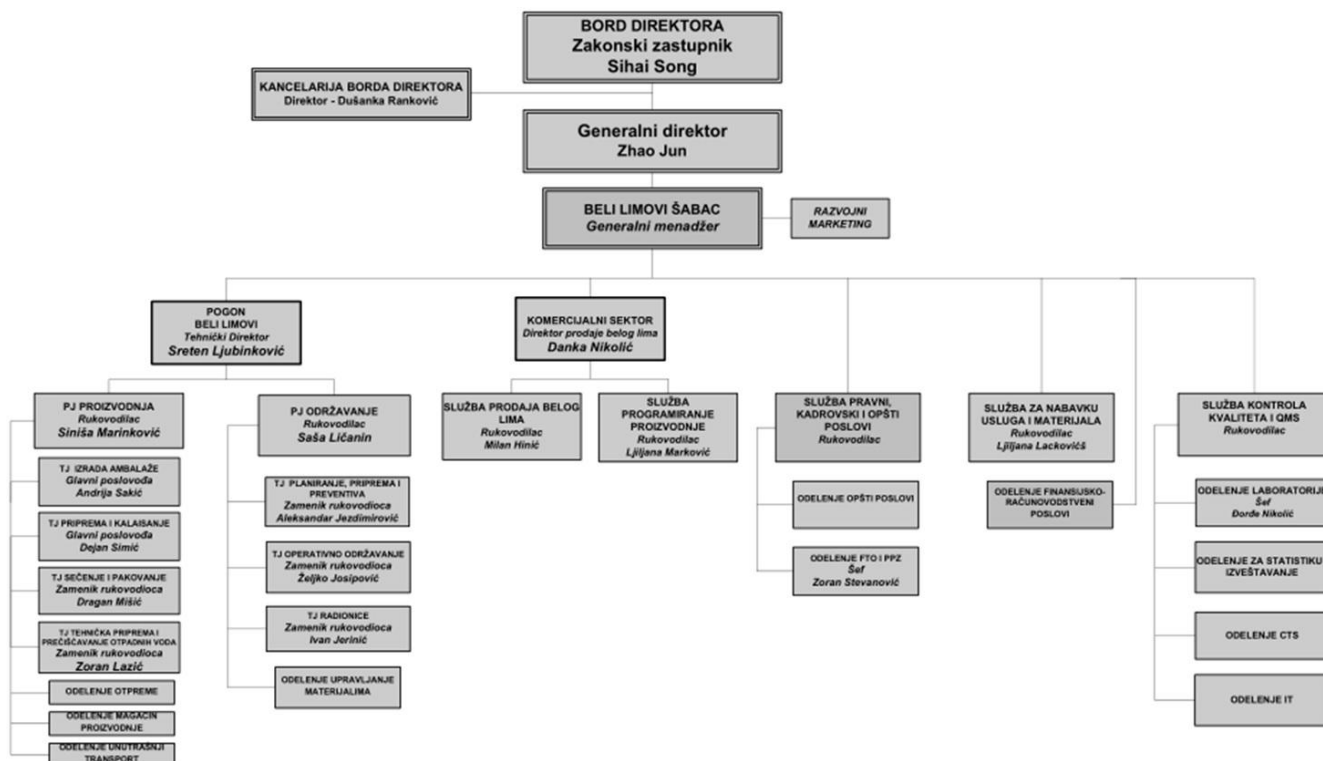 BORD DIREKTORA
Zakonski zastupnik
Sihai Song
KANCELARIJA BORDA DIREKTORA
Direktor - Dušanka Ranković
Generalni direktor
Zhao Jun
BELI LIMOVI ŠABAC
Generalni menadžer
RAZVOJNI
MARKETING
POGON
BELI LIMOVI
Tehnički Direktor
Sreten Ljubinković
KOMERCIJALNI SEKTOR
Direktor prodaje belog lima
Danka Nikolić
PJ PROIZVODNJA
Rukovodilac
Siniša Marinković
TJ IZRADA AMBALAŽE
Glavni poslovođa
Andrija Sakić
TJ PRIPREMA I KALAISANJE
Glavni poslovođa
Dejan Simić
TJ SEČENJE I PAKOVANJE
Zamenik rukovodioca
Dragan Mišić
TJ TEHNIČKA PRIPREMA I
PREČIŠĆAVANJE OTPADNIH VODA
Zamenik rukovodioca
Zoran Lazić
ODELENJE OTPREME
ODELENJE MAGACIN
PROIZVODNJE
ODELENJE UNUTRAŠNJI
TRANSPORT
PJ ODRŽAVANJE
Rukovodilac
Saša Ličanin
TJ PLANIRANJE, PRIPREMA I
PREVENTIVA
Zamenik rukovodioca
Aleksandar Jezdimirović
TJ OPERATIVNO ODRŽAVANJE
Zamenik rukovodioca
Željko Josipović
TJ RADIONICE
Zamenik rukovodioca
Ivan Jerinić
ODELENJE UPRAVLJANJE
MATERIJALIMA
SLUŽBA PRODAJA BELOG
LIMA
Rukovodilac
Milan Hinić
SLUŽBA
PROGRAMIRANJE
PROIZVODNJE
Rukovodilac
Ljiljana Marković
SLUŽBA PRAVNI,
KADROVSKI I OPŠTI
POSLOVI
Rukovodilac
ODELENJE OPŠTI POSLOVI
ODELENJE FTO I PPZ
Šef
Zoran Stevanović
SLUŽBA ZA NABAVKU
USLUGA I MATERIJALA
Rukovodilac
Ljiljana Lackovićš
ODELENJE FINANSIJSKO-
RAČUNOVODSTVENI
POSLOVI
SLUŽBA KONTROLA
KVALITETA I QMS
Rukovodilac
ODELENJE LABORATORIJE
Šef
Đorđe Nikolić
ODELENJE ZA STATISTIKU I
IZVEŠTAVANJE
ODELENJE CTS
ODELENJE IT